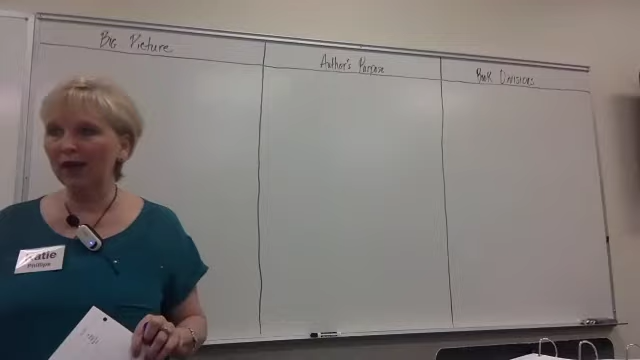 Big Picture
Author's Purpose
Book Divisions
Katie
Phillips